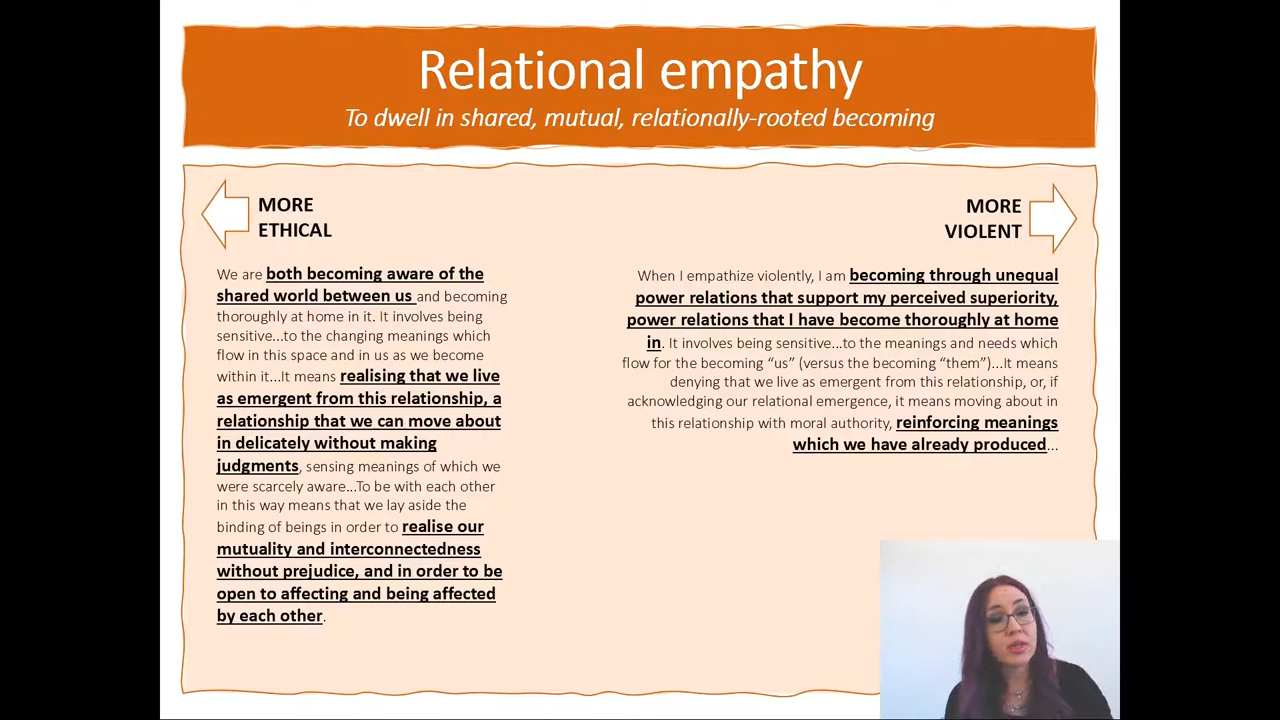 Relational empathy
To dwell in shared, mutual, relationally-rooted becoming
MORE
ETHICAL
We are both becoming aware of the
shared world between us and becoming
thoroughly at home in it. It involves being
sensitive...to the changing meanings which
flow in this space and in us as we become
within it...It means realising that we live
as emergent from this relationship, a
relationship that we can move about
in delicately without making
judgments, sensing meanings of which we
were scarcely aware...To be with each other
in this way means that we lay aside the
binding of beings in order to realise our
mutuality and interconnectedness
without prejudice, and in order to be
open to affecting and being affected
by each other.
MORE
VIOLENT
When I empathize violently, I am becoming through unequal
power relations that support my perceived superiority,
power relations that I have become thoroughly at home
in. It involves being sensitive...to the meanings and needs which
flow for the becoming “us” (versus the becoming “them”)...It means
denying that we live as emergent from this relationship, or, if
acknowledging our relational emergence, it means moving about in
this relationship with moral authority, reinforcing meanings
which we have already produced...